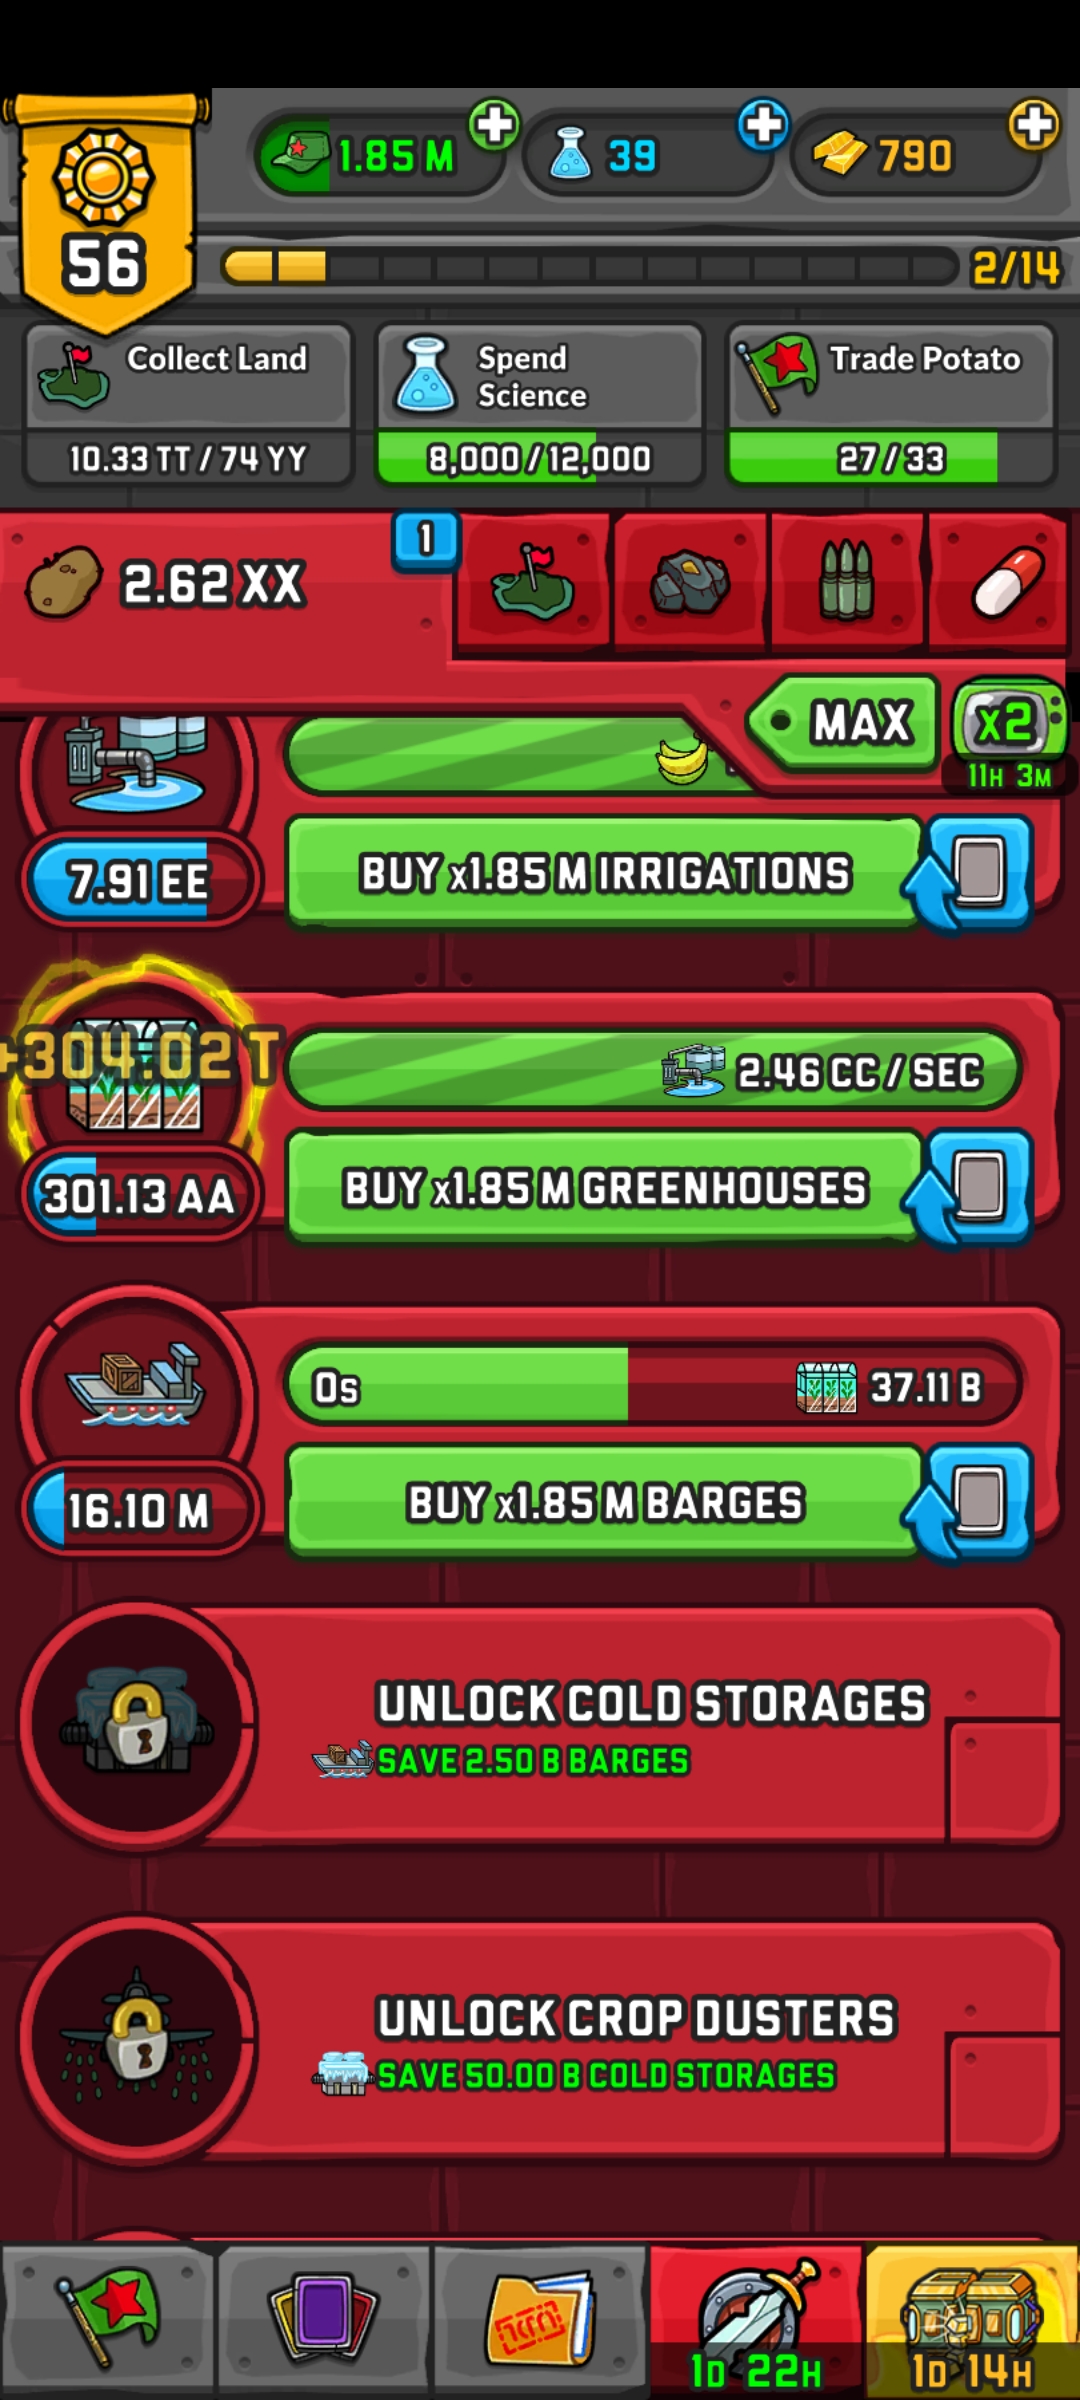 1.85 M
39
790
56
2/14
Collect Land
10.33 TT / 74 YY
Spend
Science
8,000/12,000
Trade Potato
27/33
2.62 XX
1
MAX
X2
11H 3M
7.91 EE
BUY x1.85 M IRRIGATIONS
+304.02 T
2.46 CC / SEC
301.13 AA
BUY x1.85 M GREENHOUSES
0s
37.11 B
16.10 M
BUY x1.85 M BARGES
UNLOCK COLD STORAGES
SAVE 2.50 B BARGES
UNLOCK CROP DUSTERS
SAVE 50.00 B COLD STORAGES
1D 22H
1D 14H